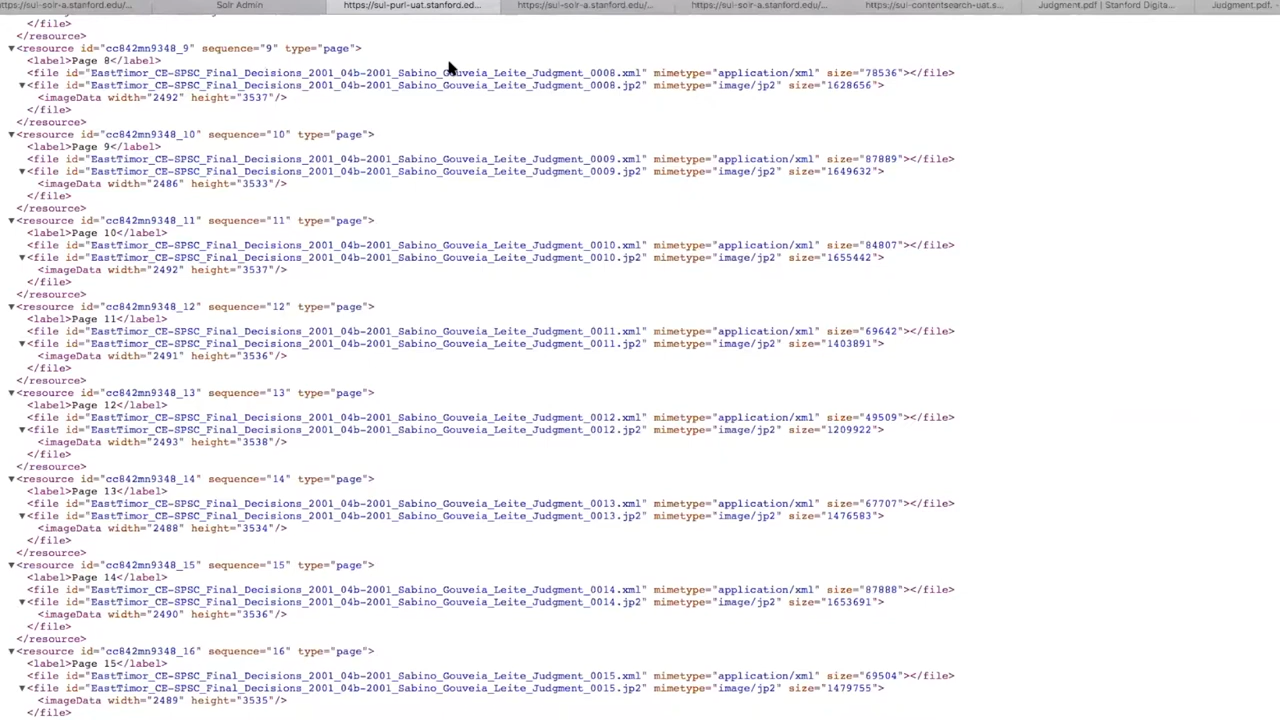 https://sul-solr-a.stanford.edu/... Solr Admin https://sul-purl-uat.stanford.ed... https://sul-solr-a.stanford.edu/... https://sul-solr-a.stanford.edu/... https://sul-contentsearch-uat.s... Judgment.pdf | Stanford Digita... Judgment.pdf. -
</file>
</resource>
▼<resource id="cc842mn9348_9" sequence="9" type="page">
<label>Page 8</label>
<file id="EastTimor_CE-SPSC_Final_Decisions_2001_04b-2001_Sabino_Gouveia_Leite_Judgment_0008.xml" mimetype="application/xml" size="78536"></file>
▼<file id="EastTimor_CE-SPSC_Final_Decisions_2001_04b-2001_Sabino_Gouveia_Leite_Judgment_0008.jp2" mimetype="image/jp2" size="1628656">
<imageData width="2492" height="3537"/>
</file>
</resource>
▼<resource id="cc842mn9348_10" sequence="10" type="page">
<label>Page 9</label>
<file id="EastTimor_CE-SPSC_Final_Decisions_2001_04b-2001_Sabino_Gouveia_Leite_Judgment_0009.xml" mimetype="application/xml" size="87889"></file>
▼<file id="EastTimor_CE-SPSC_Final_Decisions_2001_04b-2001_Sabino_Gouveia_Leite_Judgment_0009.jp2" mimetype="image/jp2" size="1649632">
<imageData width="2486" height="3533"/>
</file>
</resource>
▼<resource id="cc842mn9348_11" sequence="11" type="page">
<label>Page 10</label>
<file id="EastTimor_CE-SPSC_Final_Decisions_2001_04b-2001_Sabino_Gouveia_Leite_Judgment_0010.xml" mimetype="application/xml" size="84807"></file>
▼<file id="EastTimor_CE-SPSC_Final_Decisions_2001_04b-2001_Sabino_Gouveia_Leite_Judgment_0010.jp2" mimetype="image/jp2" size="1655442">
<imageData width="2492" height="3537"/>
</file>
</resource>
▼<resource id="cc842mn9348_12" sequence="12" type="page">
<label>Page 11</label>
<file id="EastTimor_CE-SPSC_Final_Decisions_2001_04b-2001_Sabino_Gouveia_Leite_Judgment_0011.xml" mimetype="application/xml" size="69642"></file>
▼<file id="EastTimor_CE-SPSC_Final_Decisions_2001_04b-2001_Sabino_Gouveia_Leite_Judgment_0011.jp2" mimetype="image/jp2" size="1403891">
<imageData width="2491" height="3536"/>
</file>
</resource>
▼<resource id="cc842mn9348_13" sequence="13" type="page">
<label>Page 12</label>
<file id="EastTimor_CE-SPSC_Final_Decisions_2001_04b-2001_Sabino_Gouveia_Leite_Judgment_0012.xml" mimetype="application/xml" size="49509"></file>
▼<file id="EastTimor_CE-SPSC_Final_Decisions_2001_04b-2001_Sabino_Gouveia_Leite_Judgment_0012.jp2" mimetype="image/jp2" size="1209922">
<imageData width="2493" height="3538"/>
</file>
</resource>
▼<resource id="cc842mn9348_14" sequence="14" type="page">
<label>Page 13</label>
<file id="EastTimor_CE-SPSC_Final_Decisions_2001_04b-2001_Sabino_Gouveia_Leite_Judgment_0013.xml" mimetype="application/xml" size="67707"></file>
▼<file id="EastTimor_CE-SPSC_Final_Decisions_2001_04b-2001_Sabino_Gouveia_Leite_Judgment_0013.jp2" mimetype="image/jp2" size="1476583">
<imageData width="2488" height="3534"/>
</file>
</resource>
▼<resource id="cc842mn9348_15" sequence="15" type="page">
<label>Page 14</label>
<file id="EastTimor_CE-SPSC_Final_Decisions_2001_04b-2001_Sabino_Gouveia_Leite_Judgment_0014.xml" mimetype="application/xml" size="87888"></file>
▼<file id="EastTimor_CE-SPSC_Final_Decisions_2001_04b-2001_Sabino_Gouveia_Leite_Judgment_0014.jp2" mimetype="image/jp2" size="1653691">
<imageData width="2490" height="3536"/>
</file>
</resource>
▼<resource id="cc842mn9348_16" sequence="16" type="page">
<label>Page 15</label>
<file id="EastTimor_CE-SPSC_Final_Decisions_2001_04b-2001_Sabino_Gouveia_Leite_Judgment_0015.xml" mimetype="application/xml" size="69504"></file>
▼<file id="EastTimor_CE-SPSC_Final_Decisions_2001_04b-2001_Sabino_Gouveia_Leite_Judgment_0015.jp2" mimetype="image/jp2" size="1479755">
<imageData width="2489" height="3535"/>
</file>